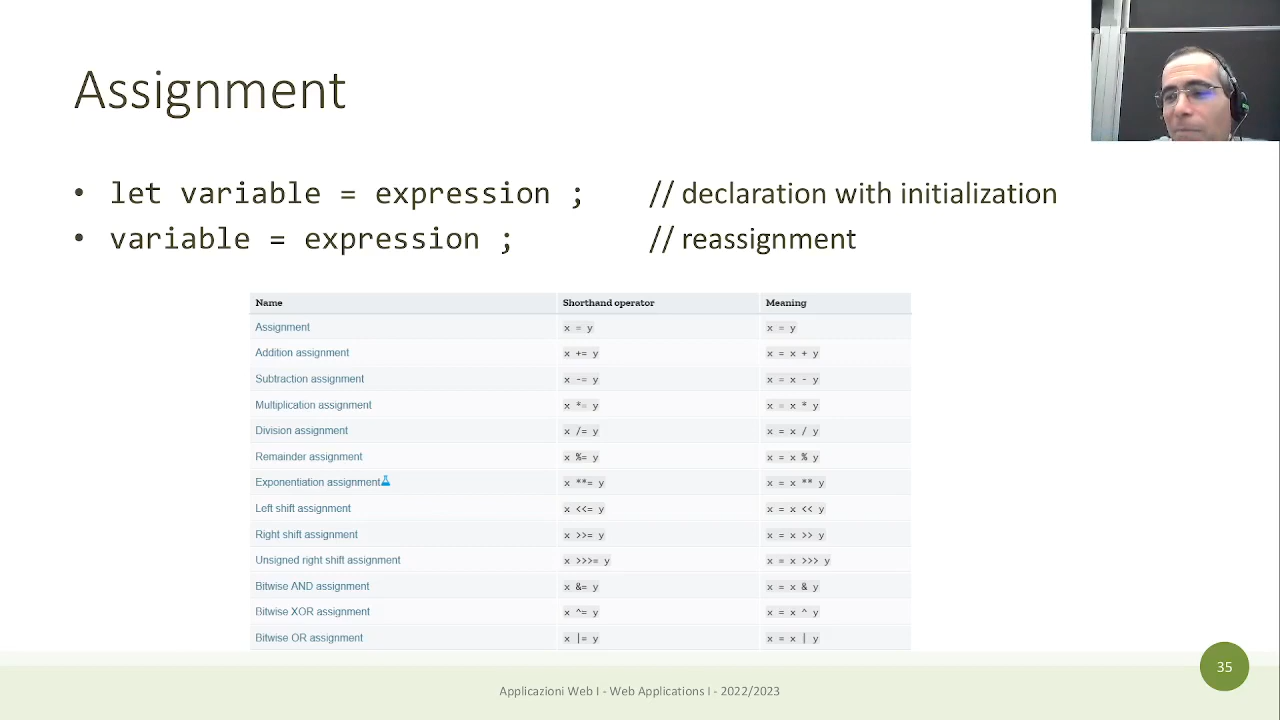 Assignment
• let variable = expression ; // declaration with initialization
• variable = expression ; // reassignment
Name Shorthand operator Meaning
Assignment x = y x = y
Addition assignment x += y x = x + y
Subtraction assignment x -= y x = x - y
Multiplication assignment x *= y x = x * y
Division assignment x /= y x = x / y
Remainder assignment x %= y x = x % y
Exponentiation assignment x **= y x = x ** y
Left shift assignment x <<= y x = x << y
Right shift assignment x >>= y x = x >> y
Unsigned right shift assignment x >>>= y x = x >>> y
Bitwise AND assignment x &= y x = x & y
Bitwise XOR assignment x ^= y x = x ^ y
Bitwise OR assignment x |= y x = x | y
35
Applicazioni Web I - Web Applications I - 2022/2023